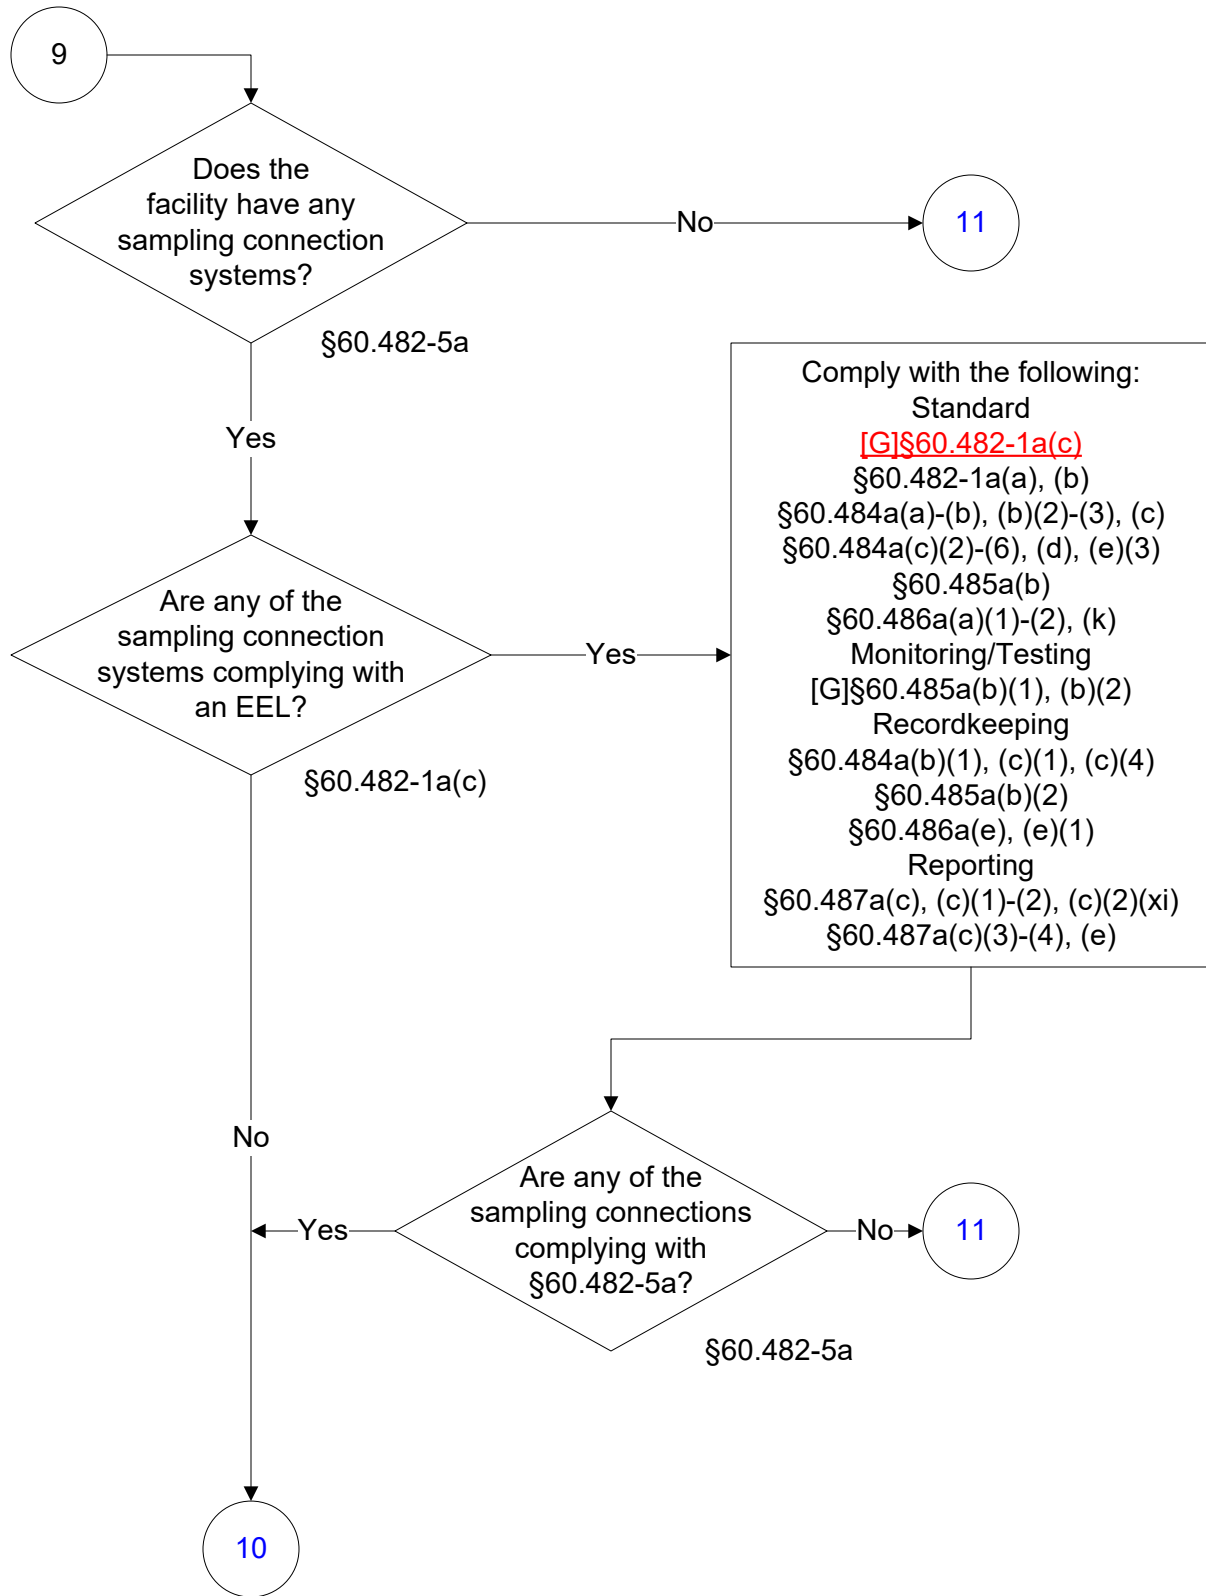 9
Does the
facility have any
sampling connection
systems?
No
11
§60.482-5a
Yes
Comply with the following:
Standard
[G]§60.482-1a(c)
§60.482-1a(a), (b)
§60.484a(a)-(b), (b)(2)-(3), (c)
§60.484a(c)(2)-(6), (d), (e)(3)
§60.485a(b)
§60.486a(a)(1)-(2), (k)
Monitoring/Testing
[G]§60.485a(b)(1), (b)(2)
Recordkeeping
§60.484a(b)(1), (c)(1), (c)(4)
§60.485a(b)(2)
§60.486a(e), (e)(1)
Reporting
§60.487a(c), (c)(1)-(2), (c)(2)(xi)
§60.487a(c)(3)-(4), (e)
Are any of the
sampling connection
systems complying with
an EEL?
Yes
§60.482-1a(c)
No
Are any of the
sampling connections
complying with
§60.482-5a?
Yes
No
11
§60.482-5a
10